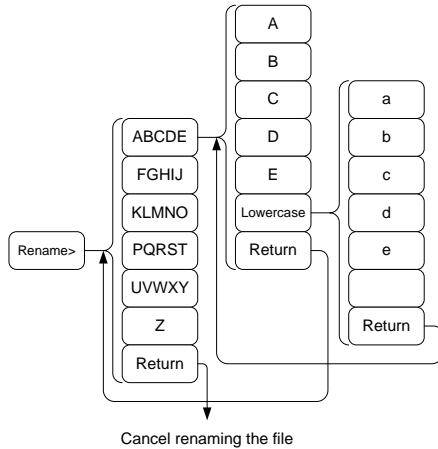 Rename>
ABCDE
FGHIJ
KLMNO
PQRST
UVWXY
Z
Return
A
B
C
D
E
Lowercase
Return
a
b
c
d
e
Return
Cancel renaming the file